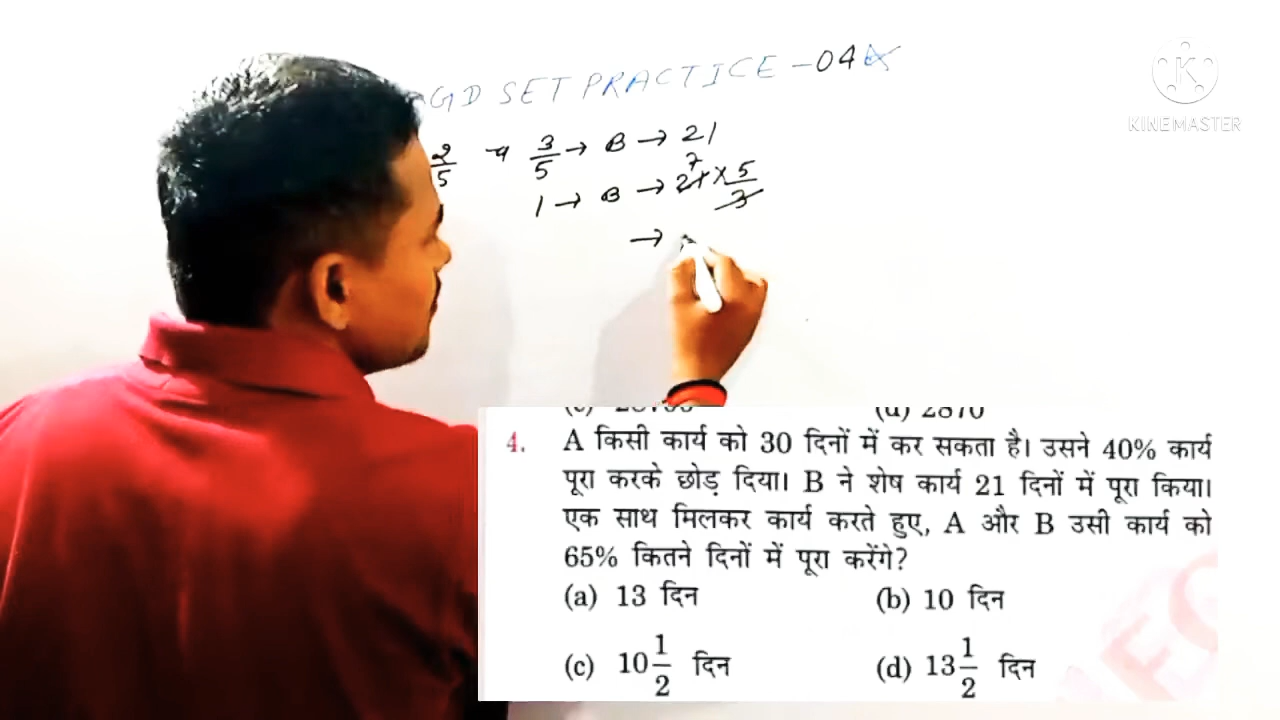 GD SET PRACTICE - 04
2/5 3/5 → B → 21
1 → B → 21 7 × 5/3
→
KINEMASTER
(d) 2870
4. A किसी कार्य को 30 दिनों में कर सकता है। उसने 40% कार्य
पूरा करके छोड़ दिया। B ने शेष कार्य 21 दिनों में पूरा किया।
एक साथ मिलकर कार्य करते हुए, A और B उसी कार्य को
65% कितने दिनों में पूरा करेंगे?
(a) 13 दिन (b) 10 दिन
(c) 10 1/2 दिन (d) 13 1/2 दिन